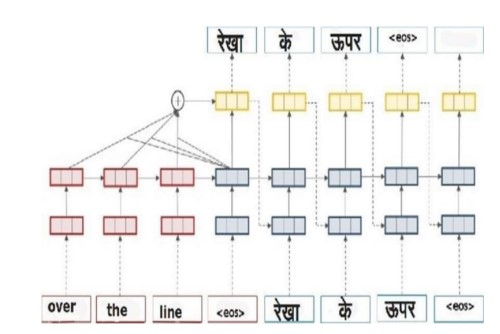 रेखा के ऊपर <eos>
over the line <eos> रेखा के ऊपर <eos>